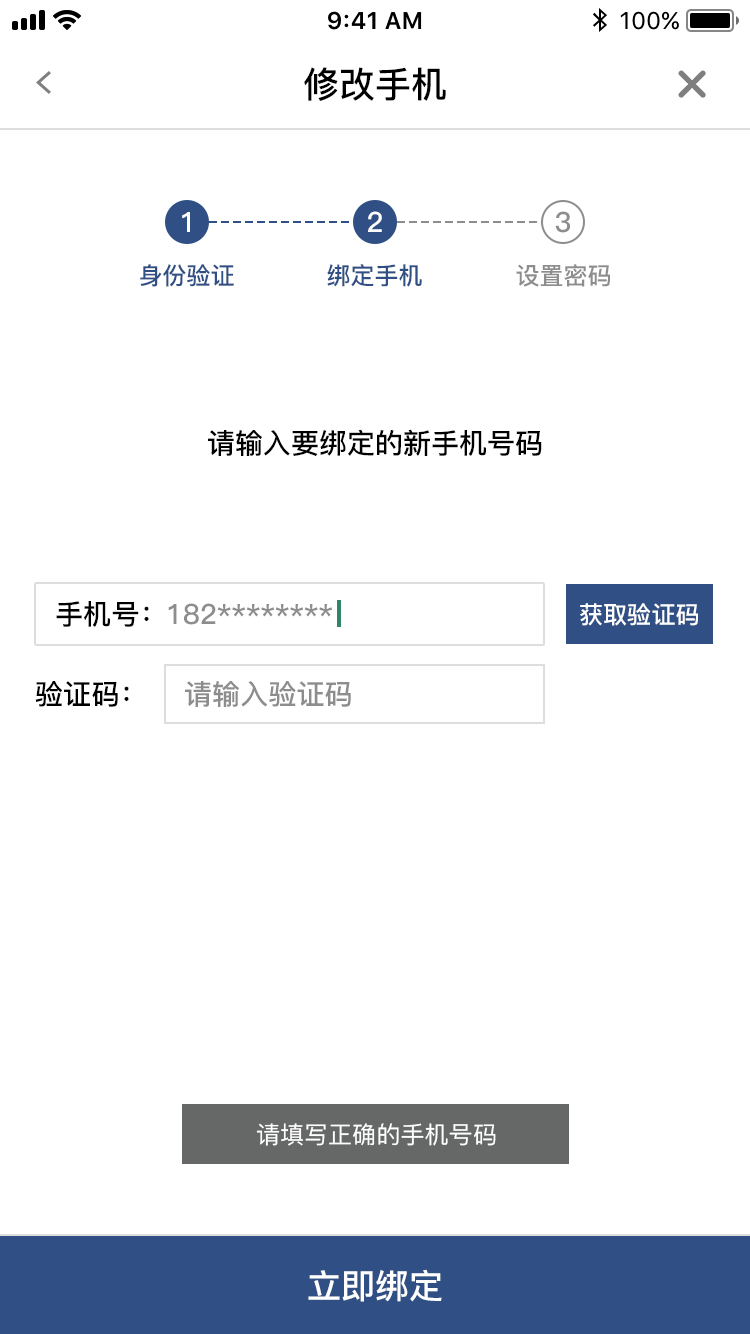 9:41 AM
100%
修改手机
1
2
3
身份验证
绑定手机
设置密码
请输入要绑定的新手机号码
手机号：182********
获取验证码
验证码：
请输入验证码
请填写正确的手机号码
立即绑定